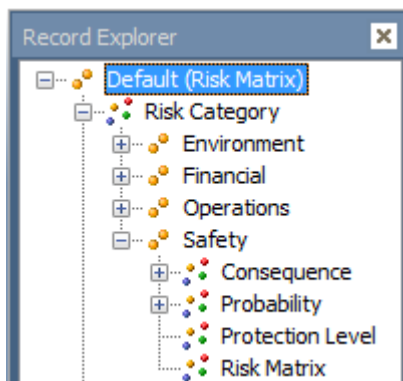 Record Explorer
Default (Risk Matrix)
Risk Category
Environment
Financial
Operations
Safety
Consequence
Probability
Protection Level
Risk Matrix